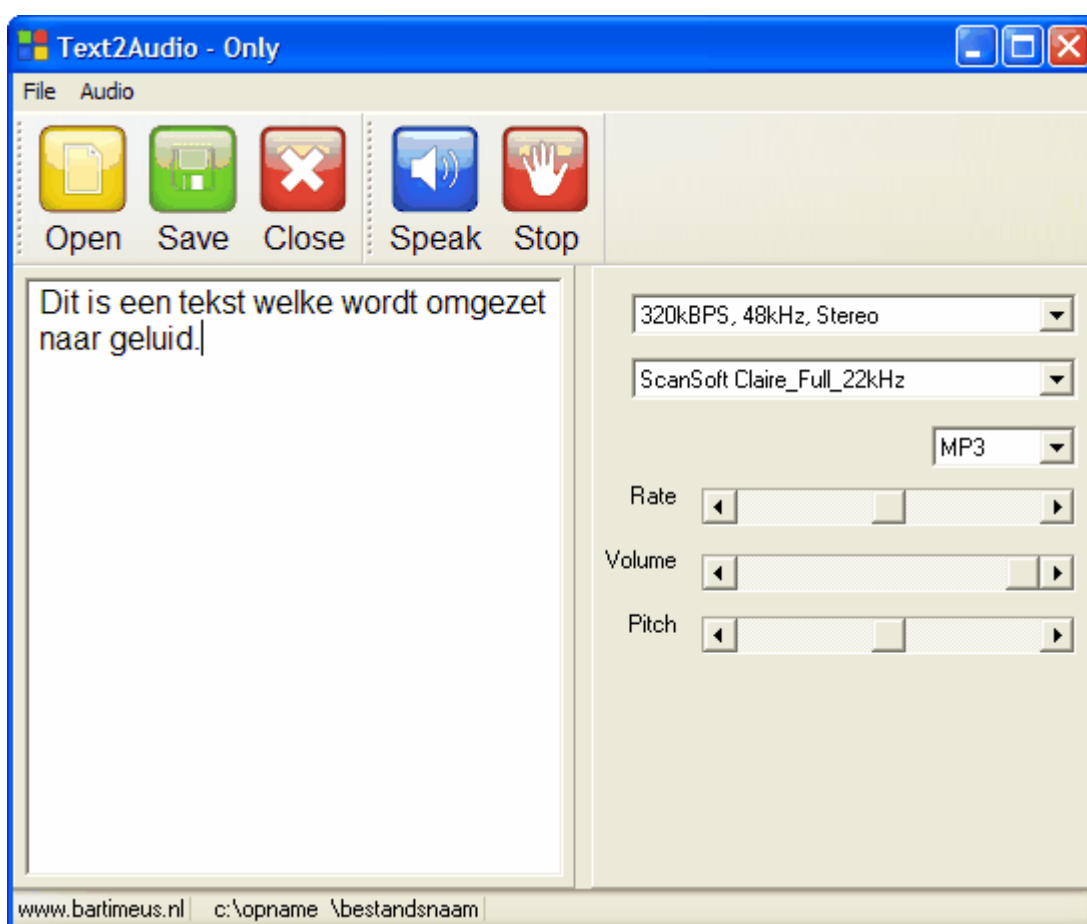 Text2Audio - Only
File Audio
Open Save Close Speak Stop
Dit is een tekst welke wordt omgezet
naar geluid.
320kBPS, 48kHz, Stereo
ScanSoft Claire_Full_22kHz
MP3
Rate
Volume
Pitch
www.bartimeus.nl c:\opname \bestandsnaam